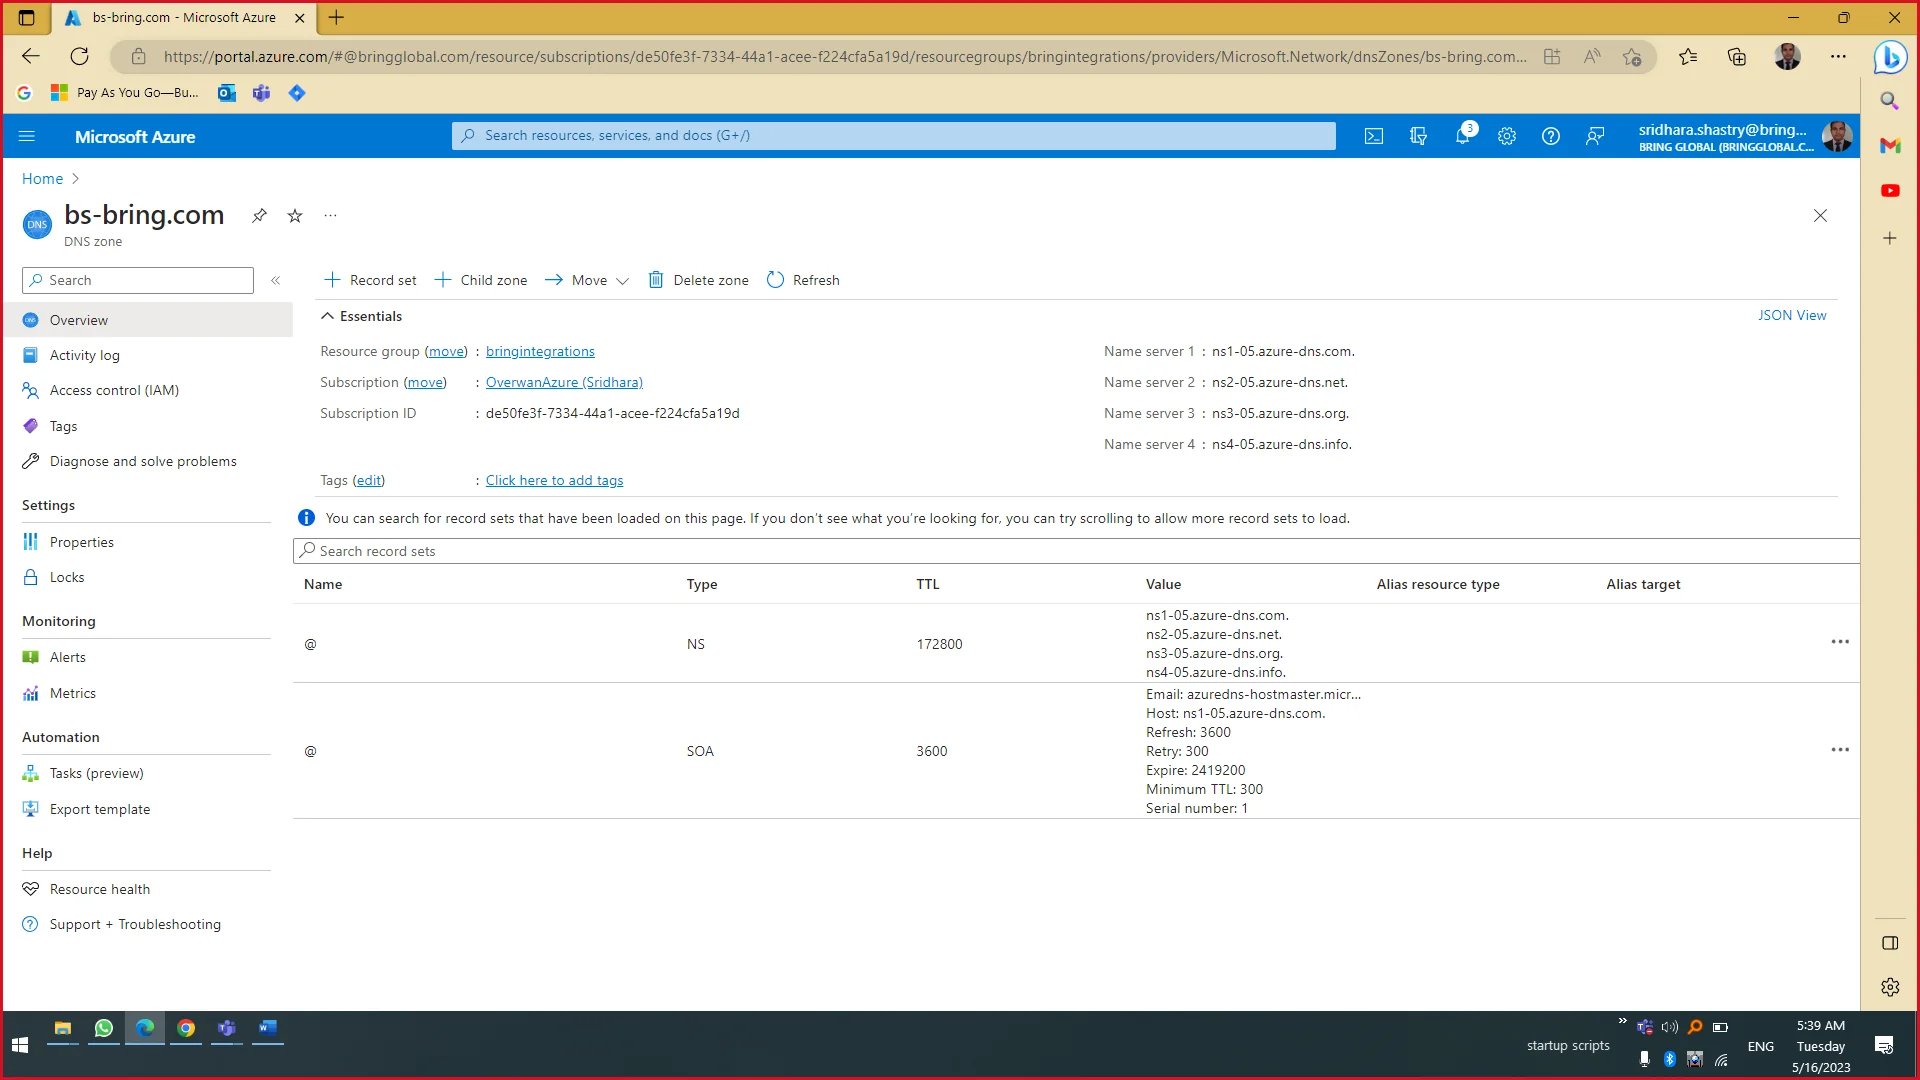 bs-bring.com - Microsoft Azure
https://portal.azure.com/#@bringglobal.com/resource/subscriptions/de50fe3f-7334-44a1-acee-f224cfa5a19d/resourcegroups/bringintegrations/providers/Microsoft.Network/dnsZones/bs-bring.com...
Pay As You Go—Bu...
Microsoft Azure
Search resources, services, and docs (G+/)
3
sridhara.shastry@bring...
BRING GLOBAL (BRINGGLOBAL.C...
Home
DNS
bs-bring.com
DNS zone
Search
Record set
Child zone
Move
Delete zone
Refresh
Overview
Activity log
Access control (IAM)
Tags
Diagnose and solve problems
Settings
Properties
Locks
Monitoring
Alerts
Metrics
Automation
Tasks (preview)
Export template
Help
Resource health
Support + Troubleshooting
Essentials
JSON View
Resource group (move) : bringintegrations
Subscription (move) : OverwanAzure (Sridhara)
Subscription ID : de50fe3f-7334-44a1-acee-f224cfa5a19d
Name server 1 : ns1-05.azure-dns.com.
Name server 2 : ns2-05.azure-dns.net.
Name server 3 : ns3-05.azure-dns.org.
Name server 4 : ns4-05.azure-dns.info.
Tags (edit) : Click here to add tags
You can search for record sets that have been loaded on this page. If you don't see what you're looking for, you can try scrolling to allow more record sets to load.
Search record sets
Name Type TTL Value Alias resource type Alias target
@ NS 172800
ns1-05.azure-dns.com.
ns2-05.azure-dns.net.
ns3-05.azure-dns.org.
ns4-05.azure-dns.info.
@ SOA 3600
Email: azuredns-hostmaster.micr...
Host: ns1-05.azure-dns.com.
Refresh: 3600
Retry: 300
Expire: 2419200
Minimum TTL: 300
Serial number: 1
startup scripts
ENG
5:39 AM
Tuesday
5/16/2023